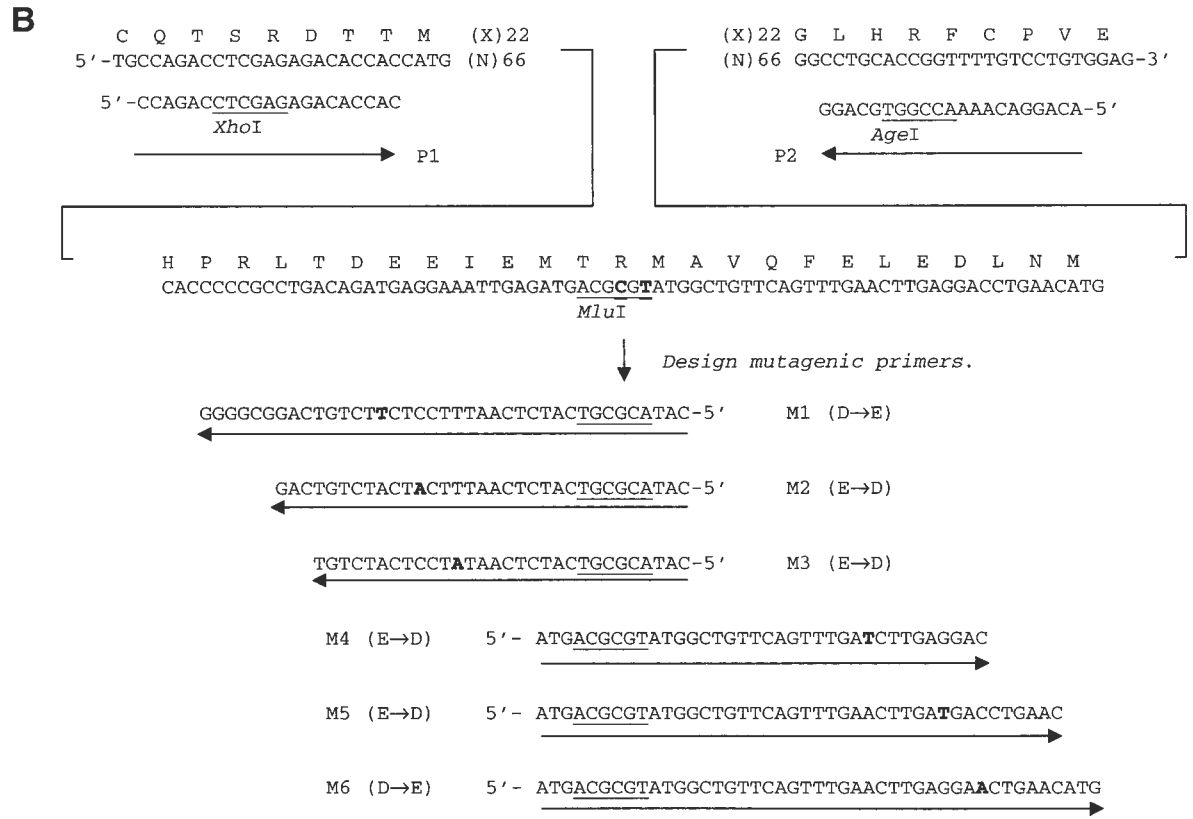 B
C Q T S R D T T M (X)22
5'-TGCCAGACCTCGAGAGACACCACCATG (N)66
5'-CCAGACCTCGAGAGACACCAC
XhoI
P1
(X)22 G L H R F C P V E
(N)66 GGCCTGCACCGGTTTTGTCCTGTGGAG-3'
GGACGTGGCCAAAACAGGACA-5'
AgeI
P2
H P R L T D E E I E M T R M A V Q F E L E D L N M
CACCCCCGCCTGACAGATGAGGAAATTGAGATGACGCGTATGGCTGTTCAGTTTGAACTTGAGGACCTGAACATG
MluI
Design mutagenic primers.
GGGGCGGACTGTCTTCTCCTTTAACTCTACTGCGCATAC-5' M1 (D→E)
GACTGTCTACTACTTTAACTCTACTGCGCATAC-5' M2 (E→D)
TGTCTACTCCTATAACTCTACTGCGCATAC-5' M3 (E→D)
M4 (E→D) 5'- ATGACGCGTATGGCTGTTCAGTTTGATCTTGAGGAC
M5 (E→D) 5'- ATGACGCGTATGGCTGTTCAGTTTGAACTTGATGACCTGAAC
M6 (D→E) 5'- ATGACGCGTATGGCTGTTCAGTTTGAACTTGAGGAACTGAACATG